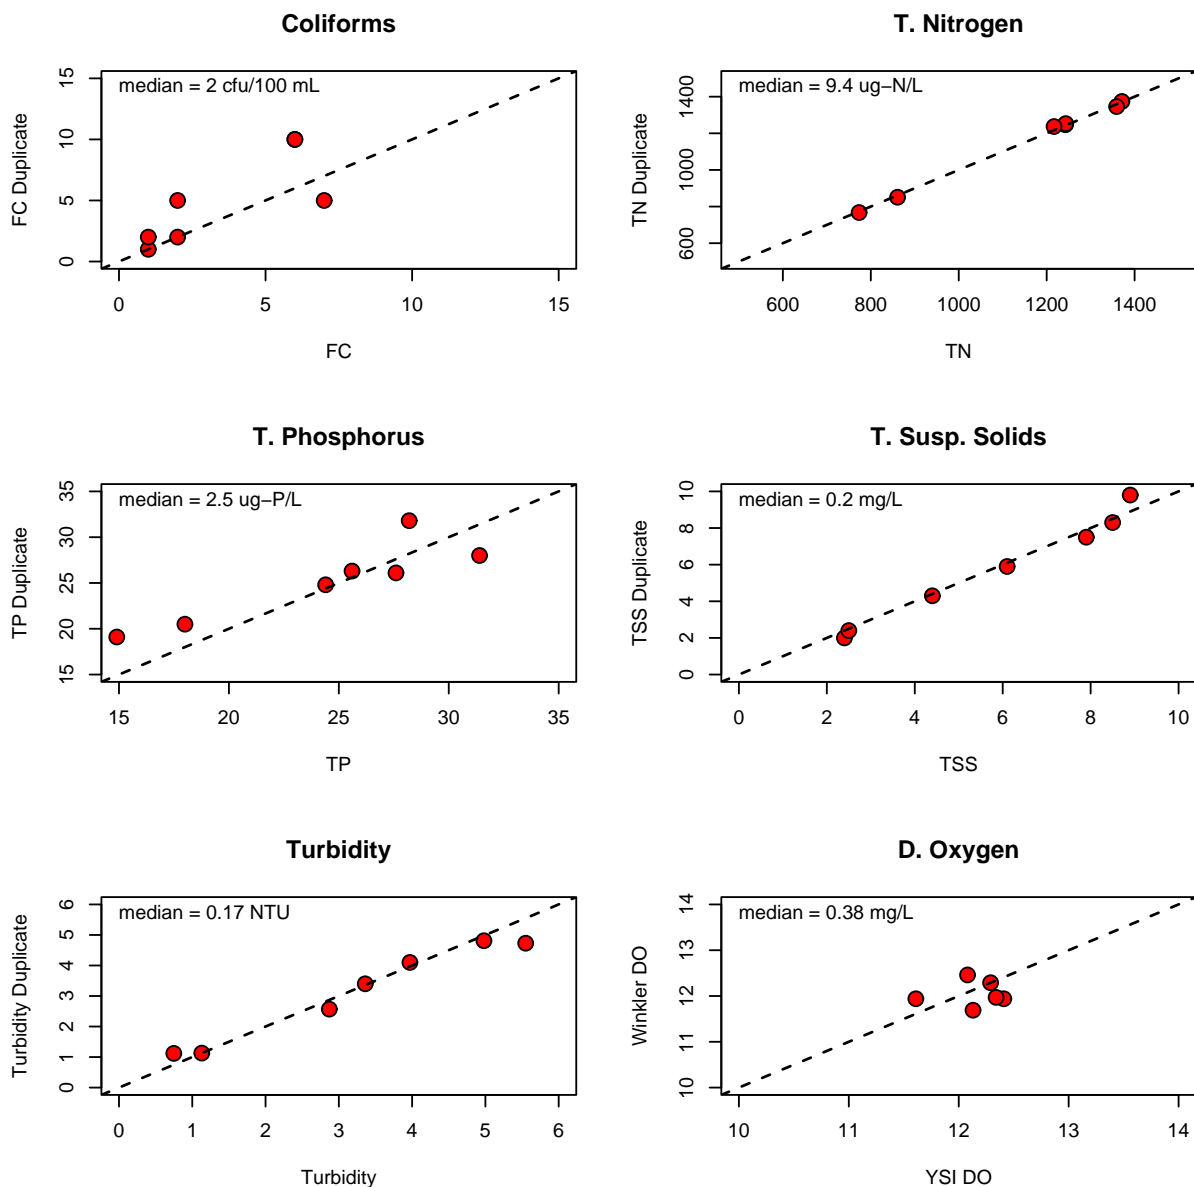 Coliforms
median = 2 cfu/100 mL
FC Duplicate
0 5 10 15
0 5 10 15
FC
T. Nitrogen
median = 9.4 ug−N/L
TN Duplicate
600 1000 1400
600 800 1000 1200 1400
TN
T. Phosphorus
median = 2.5 ug−P/L
TP Duplicate
15 20 25 30 35
15 20 25 30 35
TP
T. Susp. Solids
median = 0.2 mg/L
TSS Duplicate
0 2 4 6 8 10
0 2 4 6 8 10
TSS
Turbidity
median = 0.17 NTU
Turbidity Duplicate
0 1 2 3 4 5 6
0 1 2 3 4 5 6
Turbidity
D. Oxygen
median = 0.38 mg/L
Winkler DO
10 11 12 13 14
10 11 12 13 14
YSI DO